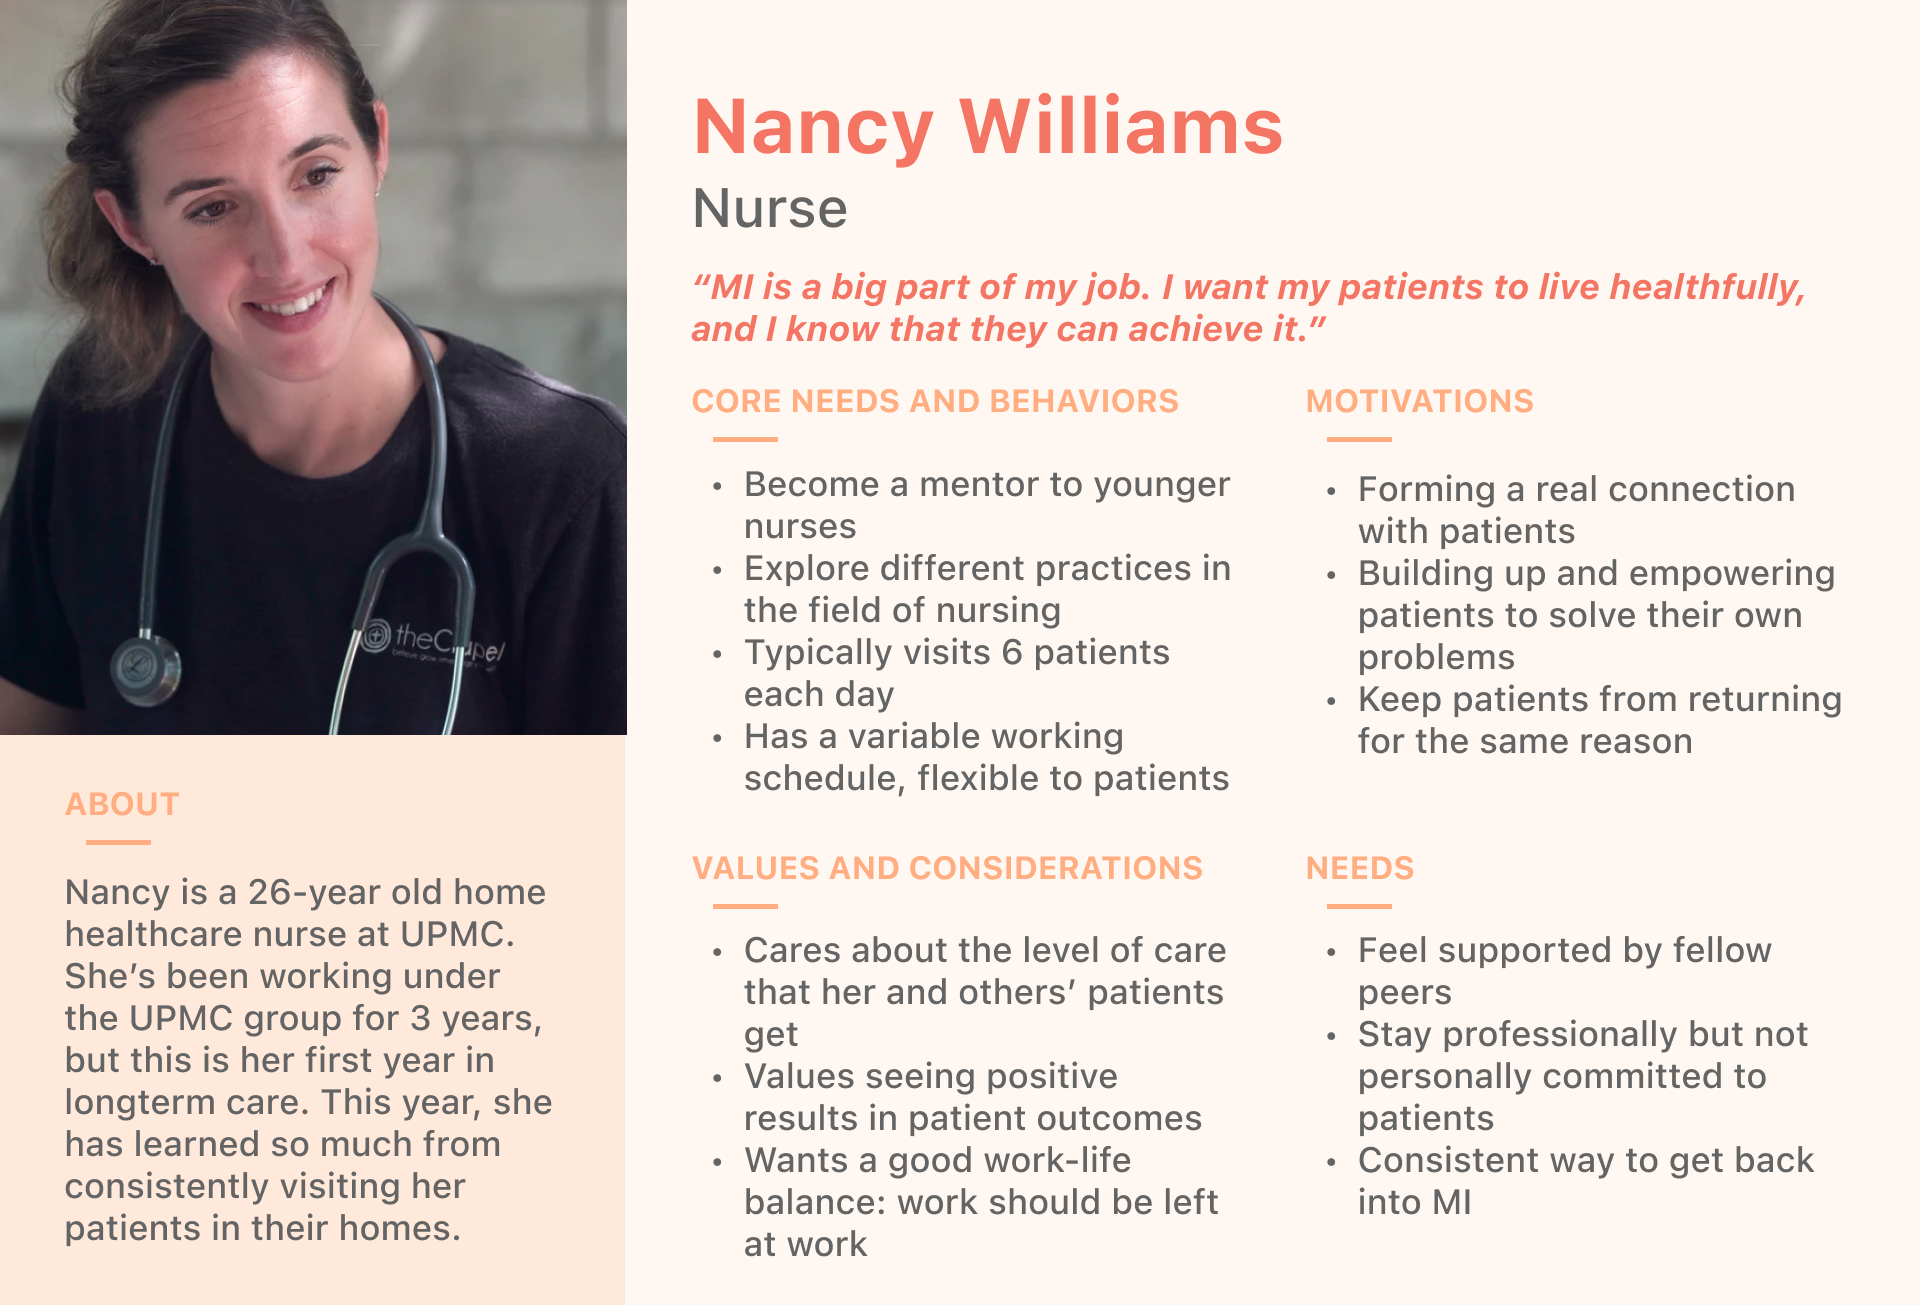 Nancy Williams
Nurse
“MI is a big part of my job. I want my patients to live healthfully,
and I know that they can achieve it.”
CORE NEEDS AND BEHAVIORS
• Become a mentor to younger
nurses
• Explore different practices in
the field of nursing
• Typically visits 6 patients
each day
• Has a variable working
schedule, flexible to patients
MOTIVATIONS
• Forming a real connection
with patients
• Building up and empowering
patients to solve their own
problems
• Keep patients from returning
for the same reason
VALUES AND CONSIDERATIONS
• Cares about the level of care
that her and others’ patients
get
• Values seeing positive
results in patient outcomes
• Wants a good work-life
balance: work should be left
at work
NEEDS
• Feel supported by fellow
peers
• Stay professionally but not
personally committed to
patients
• Consistent way to get back
into MI
theChapel
believe grow
ABOUT
Nancy is a 26-year old home
healthcare nurse at UPMC.
She’s been working under
the UPMC group for 3 years,
but this is her first year in
longterm care. This year, she
has learned so much from
consistently visiting her
patients in their homes.